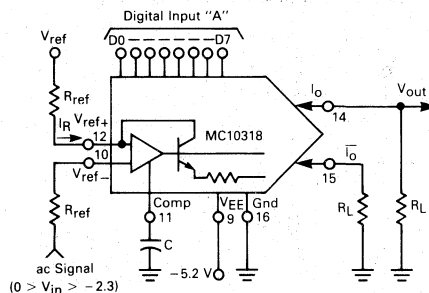 Digital Input "A"
D0 D7
Vref
Rref
IR
Vref+
12
10
Vref−
Rref
ac Signal
(0 > Vin > −2.3)
MC10318
Comp
11
C
VEE
9
−5.2 V
Gnd
16
Io
14
Vout
Io
15
RL
RL